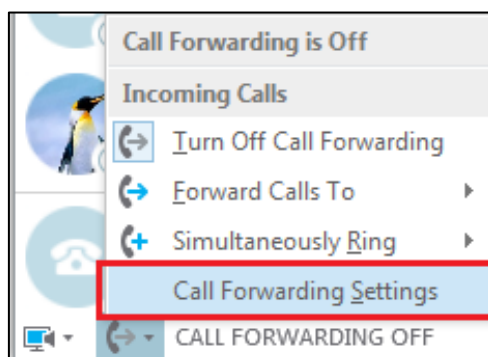 Call Forwarding is Off
Incoming Calls
Turn Off Call Forwarding
Forward Calls To
Simultaneously Ring
Call Forwarding Settings
CALL FORWARDING OFF